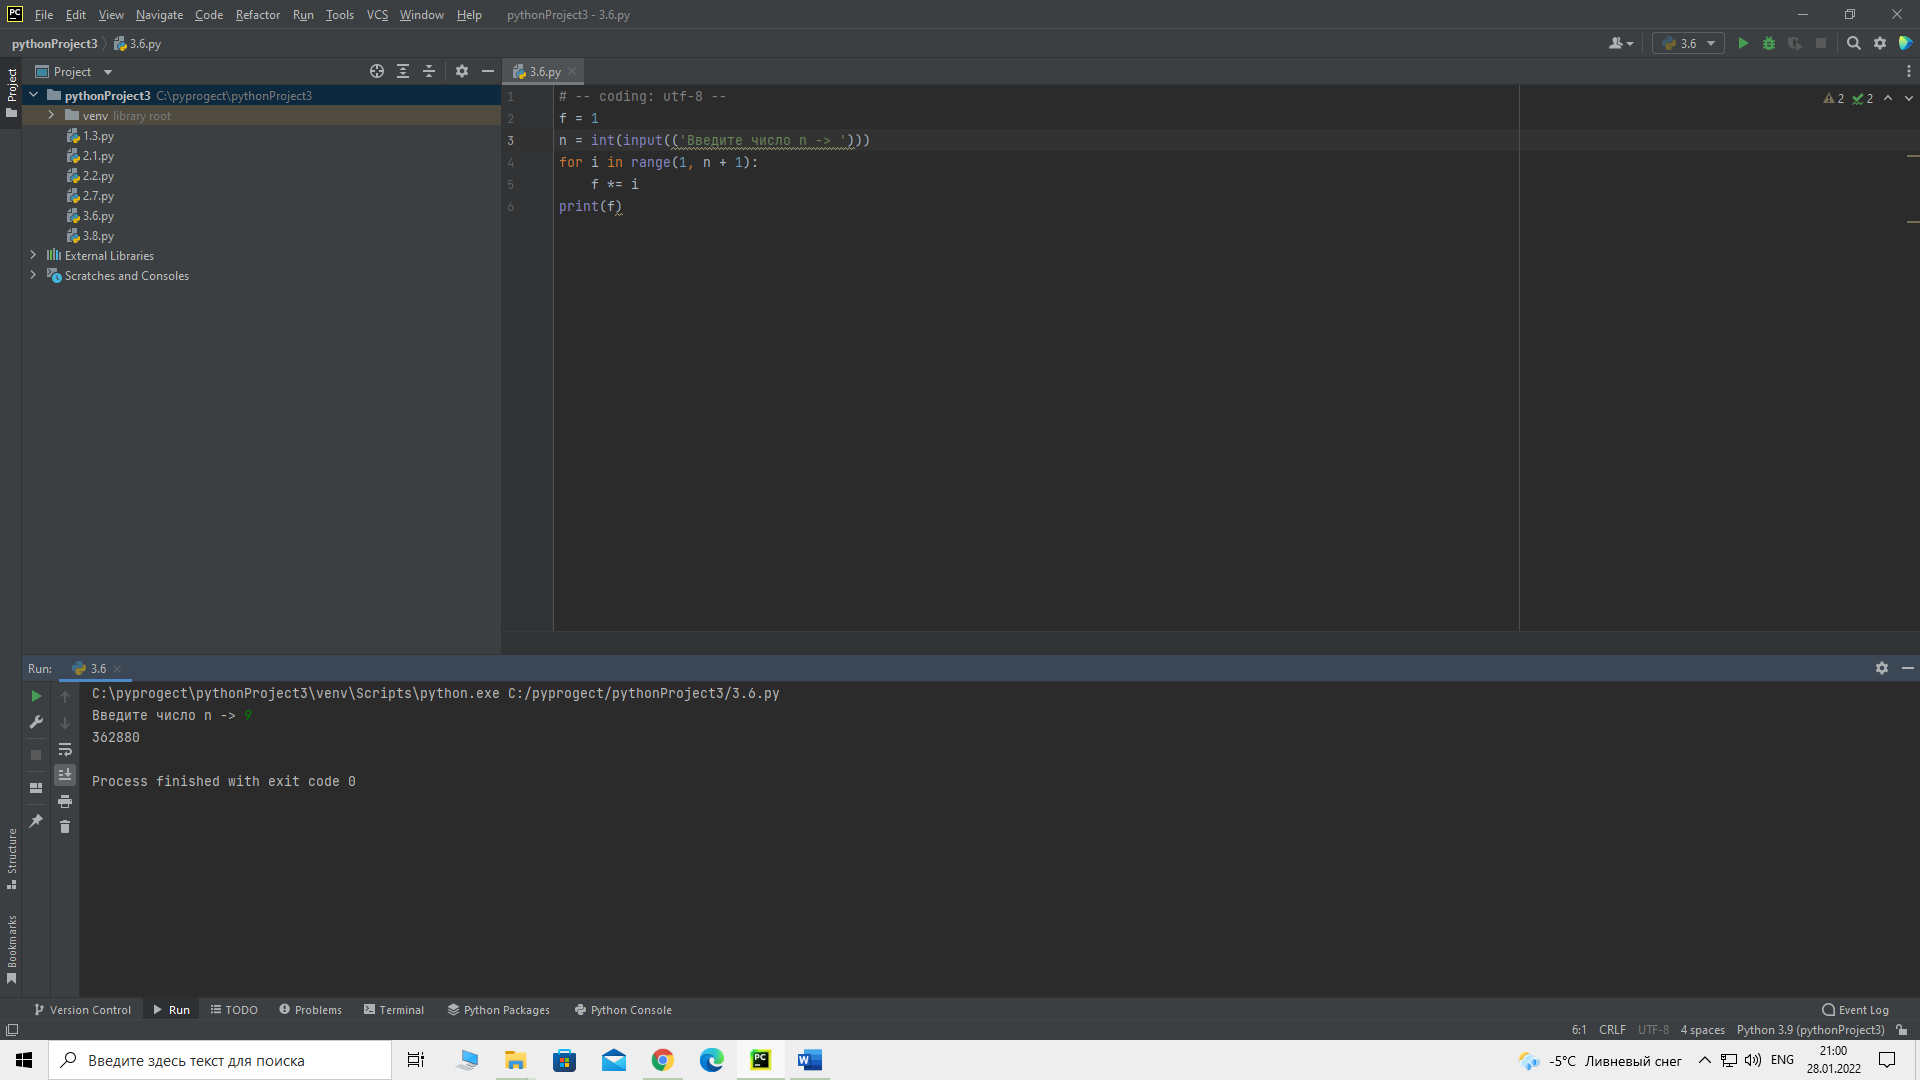 PC File Edit View Navigate Code Refactor Run Tools VCS Window Help pythonProject3 - 3.6.py
pythonProject3 3.6.py 3.6
Project 3.6.py
Project
pythonProject3 C:\pyprogect\pythonProject3
venv library root
1.3.py
2.1.py
2.2.py
2.7.py
3.6.py
3.8.py
External Libraries
Scratches and Consoles
1 # -- coding: utf-8 --
2 f = 1
3 n = int(input(('Введите число n -> ')))
4 for i in range(1, n + 1):
5 f *= i
6 print(f)
2 2
Run: 3.6
C:\pyprogect\pythonProject3\venv\Scripts\python.exe C:/pyprogect/pythonProject3/3.6.py
Введите число n -> 9
362880
Process finished with exit code 0
Structure
Bookmarks
Version Control Run TODO Problems Terminal Python Packages Python Console Event Log
6:1 CRLF UTF-8 4 spaces Python 3.9 (pythonProject3)
Введите здесь текст для поиска PC W -5°C Ливневый снег ENG 21:00
28.01.2022